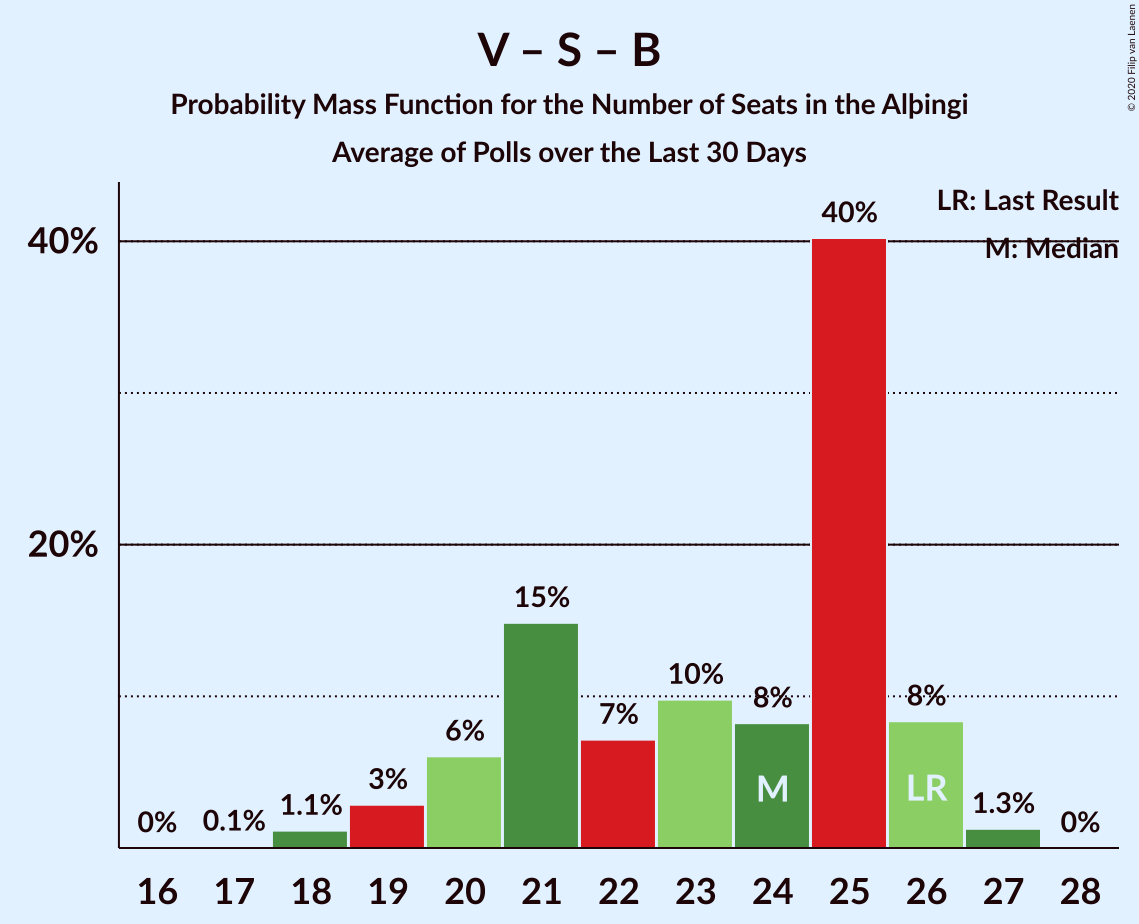 V – S – B
Probability Mass Function for the Number of Seats in the Alþingi
Average of Polls over the Last 30 Days
© 2020 Filip van Laenen
LR: Last Result
M: Median
40%
20%
0%
0.1%
1.1%
3%
6%
15%
7%
10%
8%
40%
8%
1.3%
0%
M
LR
16 17 18 19 20 21 22 23 24 25 26 27 28